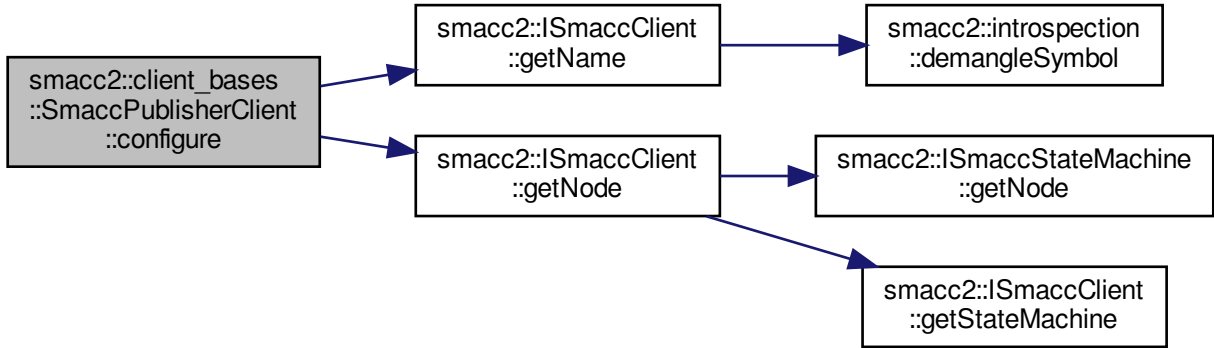 smacc2::client_bases
::SmaccPublisherClient
::configure
smacc2::ISmaccClient
::getName
smacc2::introspection
::demangleSymbol
smacc2::ISmaccClient
::getNode
smacc2::ISmaccStateMachine
::getNode
smacc2::ISmaccClient
::getStateMachine